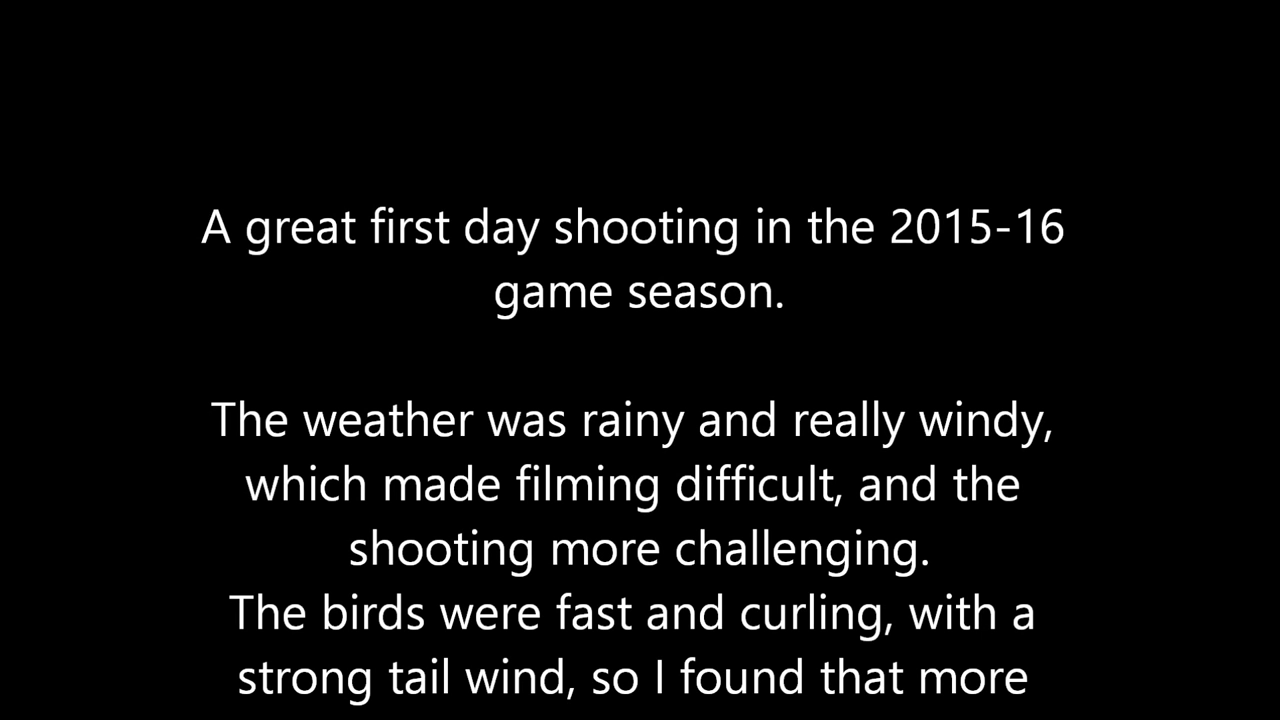 A great first day shooting in the 2015-16
game season.
The weather was rainy and really windy,
which made filming difficult, and the
shooting more challenging.
The birds were fast and curling, with a
strong tail wind, so I found that more